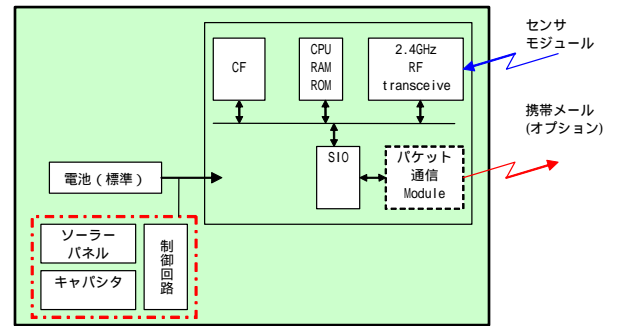 CF
CPU
RAM
ROM
2.4GHz
RF
transceive
センサ
モジュール
携帯メール
(オプション)
SIO
パケット
通信
Module
電池（標準）
ソーラー
パネル
キャパシタ
制御回路